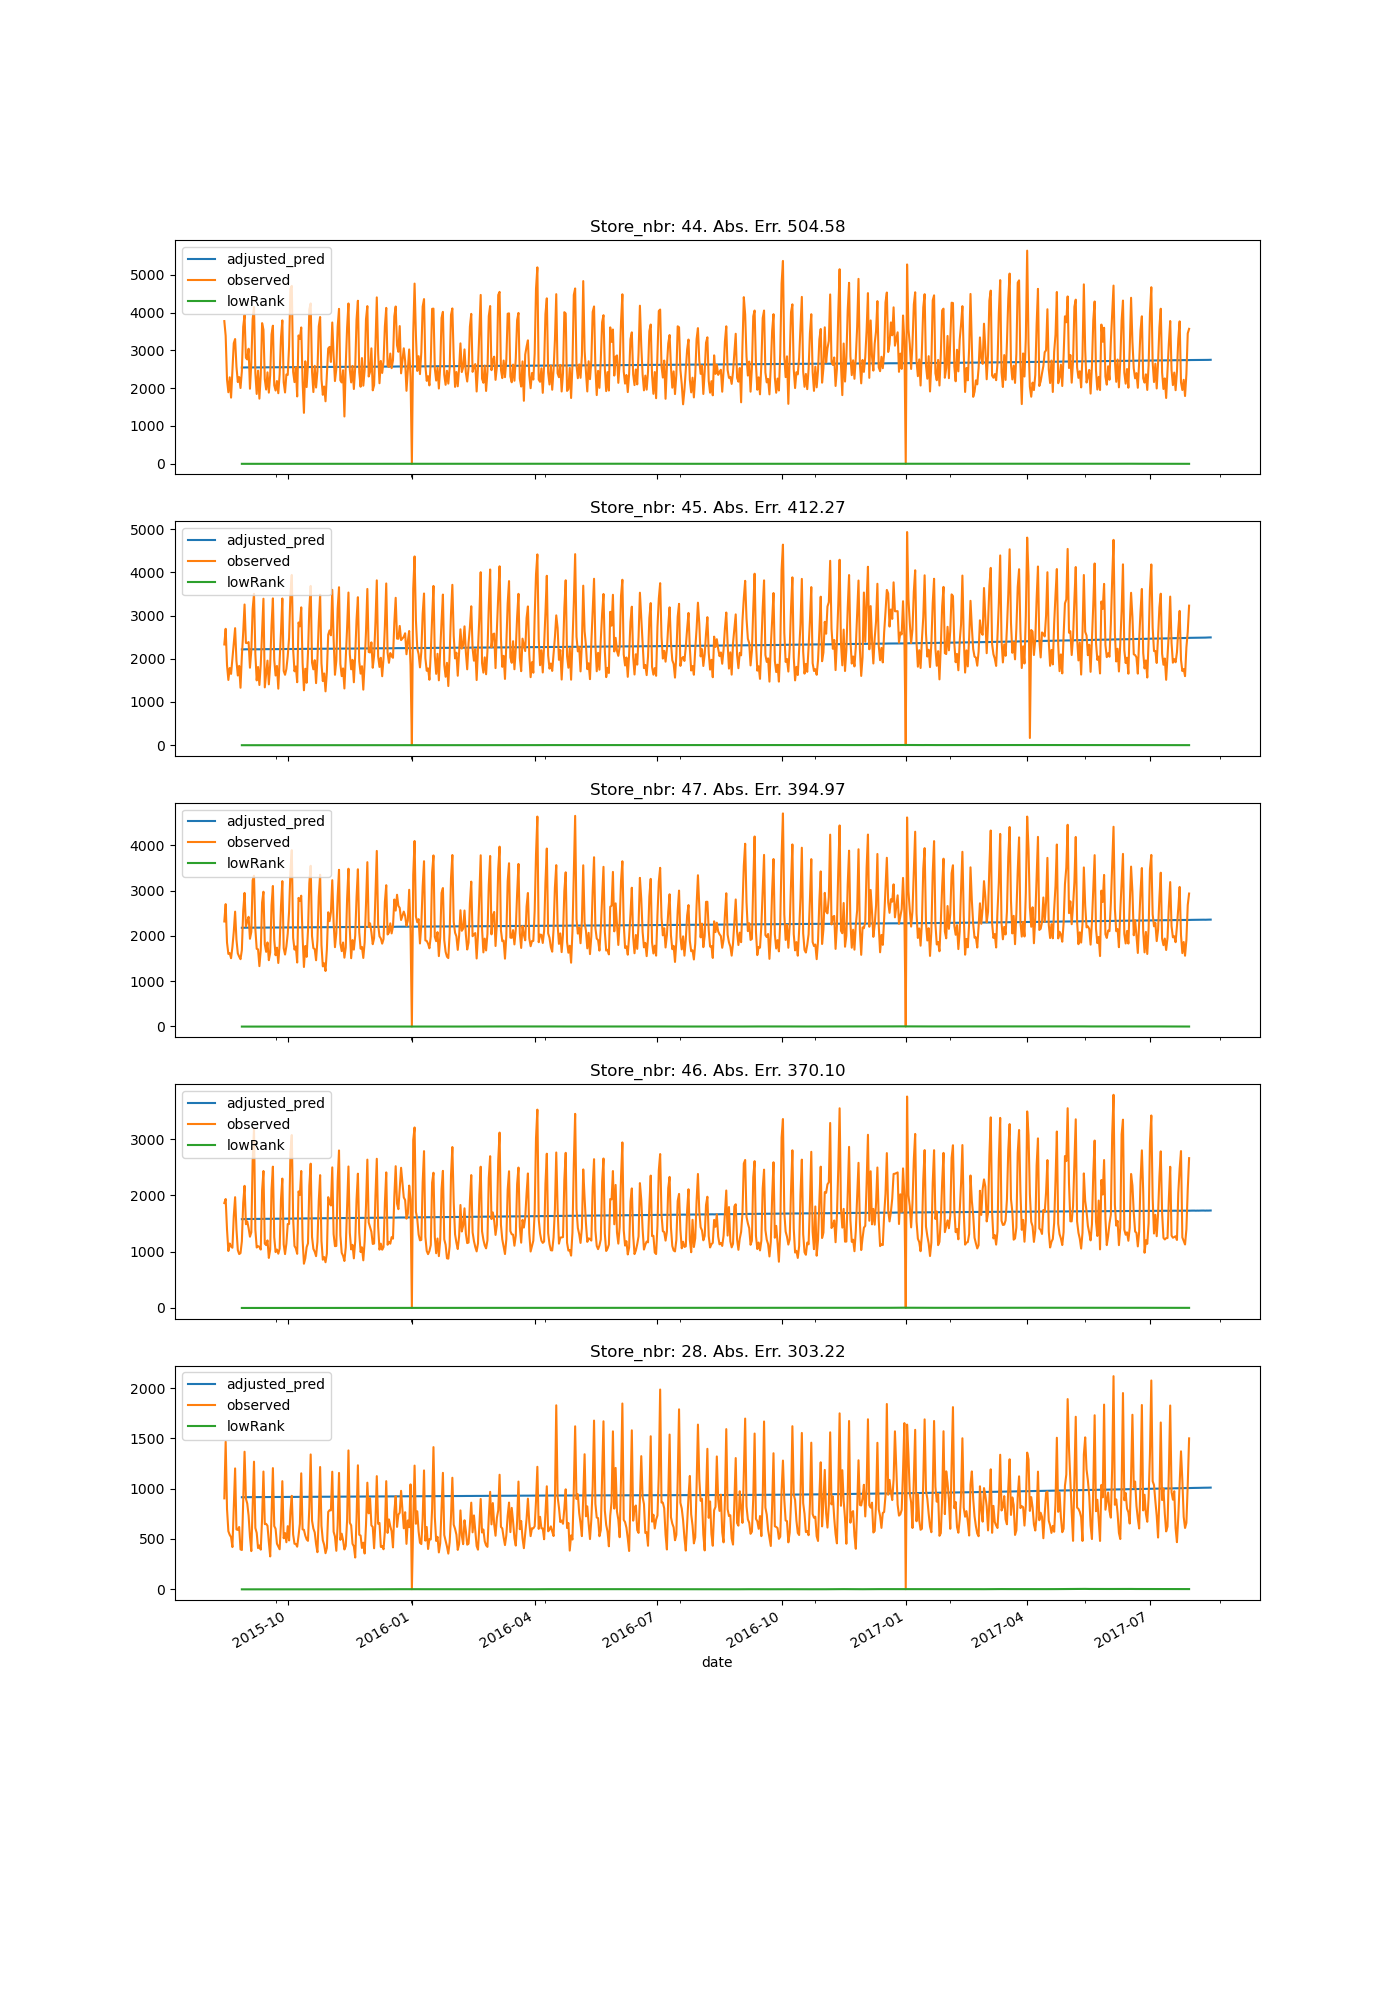 Store_nbr: 44. Abs. Err. 504.58
adjusted_pred
observed
lowRank
5000
4000
3000
2000
1000
0
Store_nbr: 45. Abs. Err. 412.27
adjusted_pred
observed
lowRank
5000
4000
3000
2000
1000
0
Store_nbr: 47. Abs. Err. 394.97
adjusted_pred
observed
lowRank
4000
3000
2000
1000
0
Store_nbr: 46. Abs. Err. 370.10
adjusted_pred
observed
lowRank
3000
2000
1000
0
Store_nbr: 28. Abs. Err. 303.22
adjusted_pred
observed
lowRank
2000
1500
1000
500
0
2015-10
2016-01
2016-04
2016-07
2016-10
2017-01
2017-04
2017-07
date